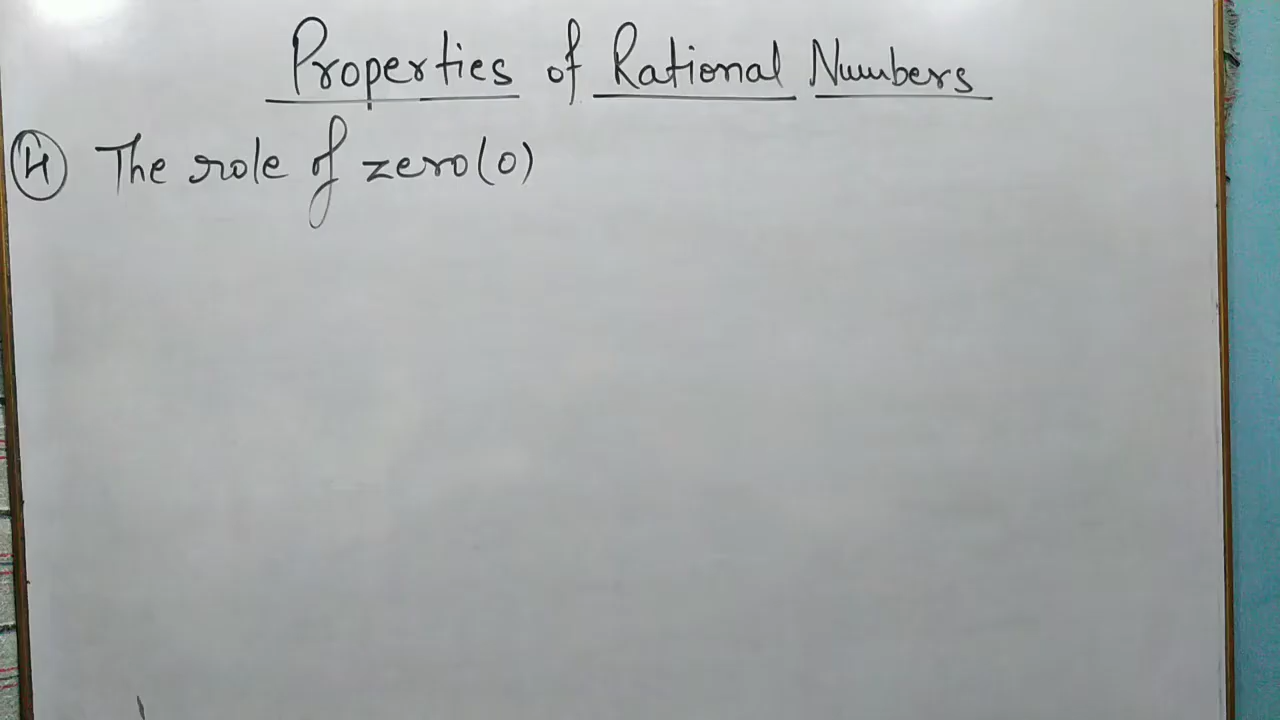 Properties of Rational Numbers
4 The role of zero(0)